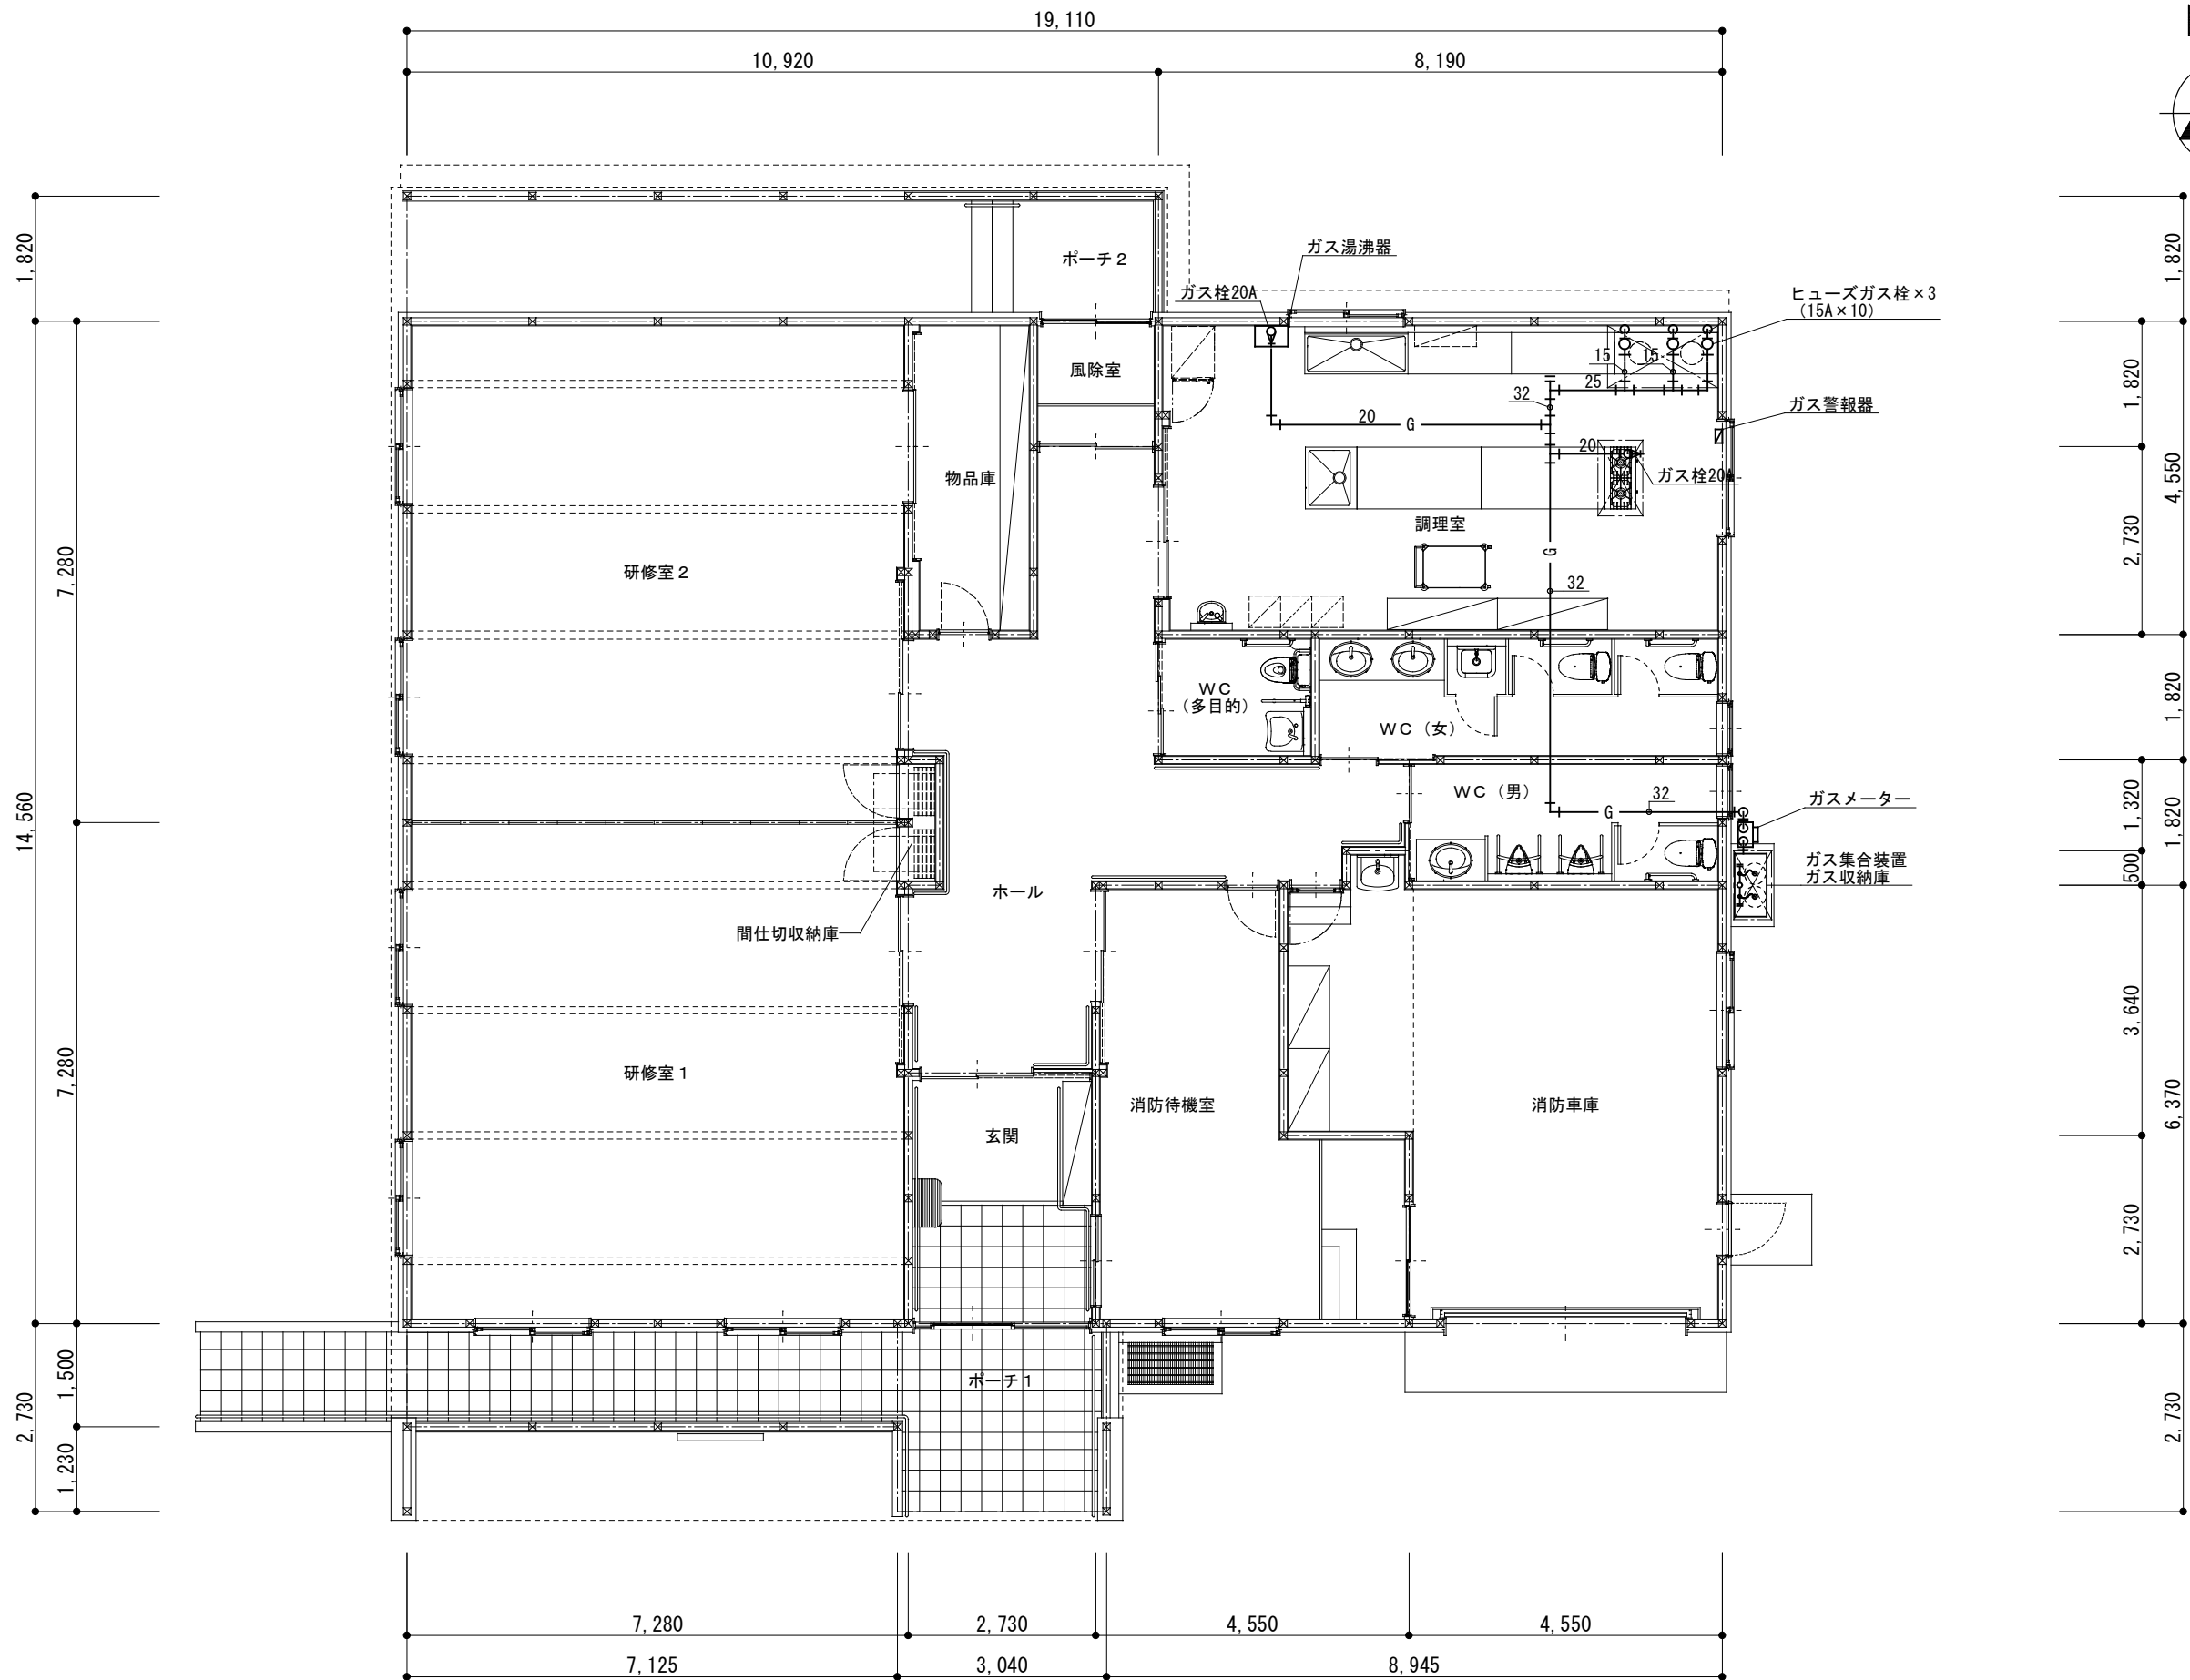 19,110
10,920
8,190
1,820
7,280
14,560
7,280
1,500
2,730
1,230
ポーチ2
ガス湯沸器
ガス栓20A
ヒューズガス栓×3
(15A×10)
風除室
15
15
25
32
20
G
ガス警報器
20
ガス栓20A
物品庫
調理室
研修室2
G
32
WC
(多目的)
WC(女)
WC(男)
32
G
ガスメーター
ガス集合装置
ガス収納庫
ホール
間仕切収納庫
研修室1
消防待機室
消防車庫
玄関
ポーチ1
1,820
1,820
4,550
2,730
1,820
1,320
1,820
500
3,640
6,370
2,730
2,730
7,280
2,730
4,550
4,550
7,125
3,040
8,945